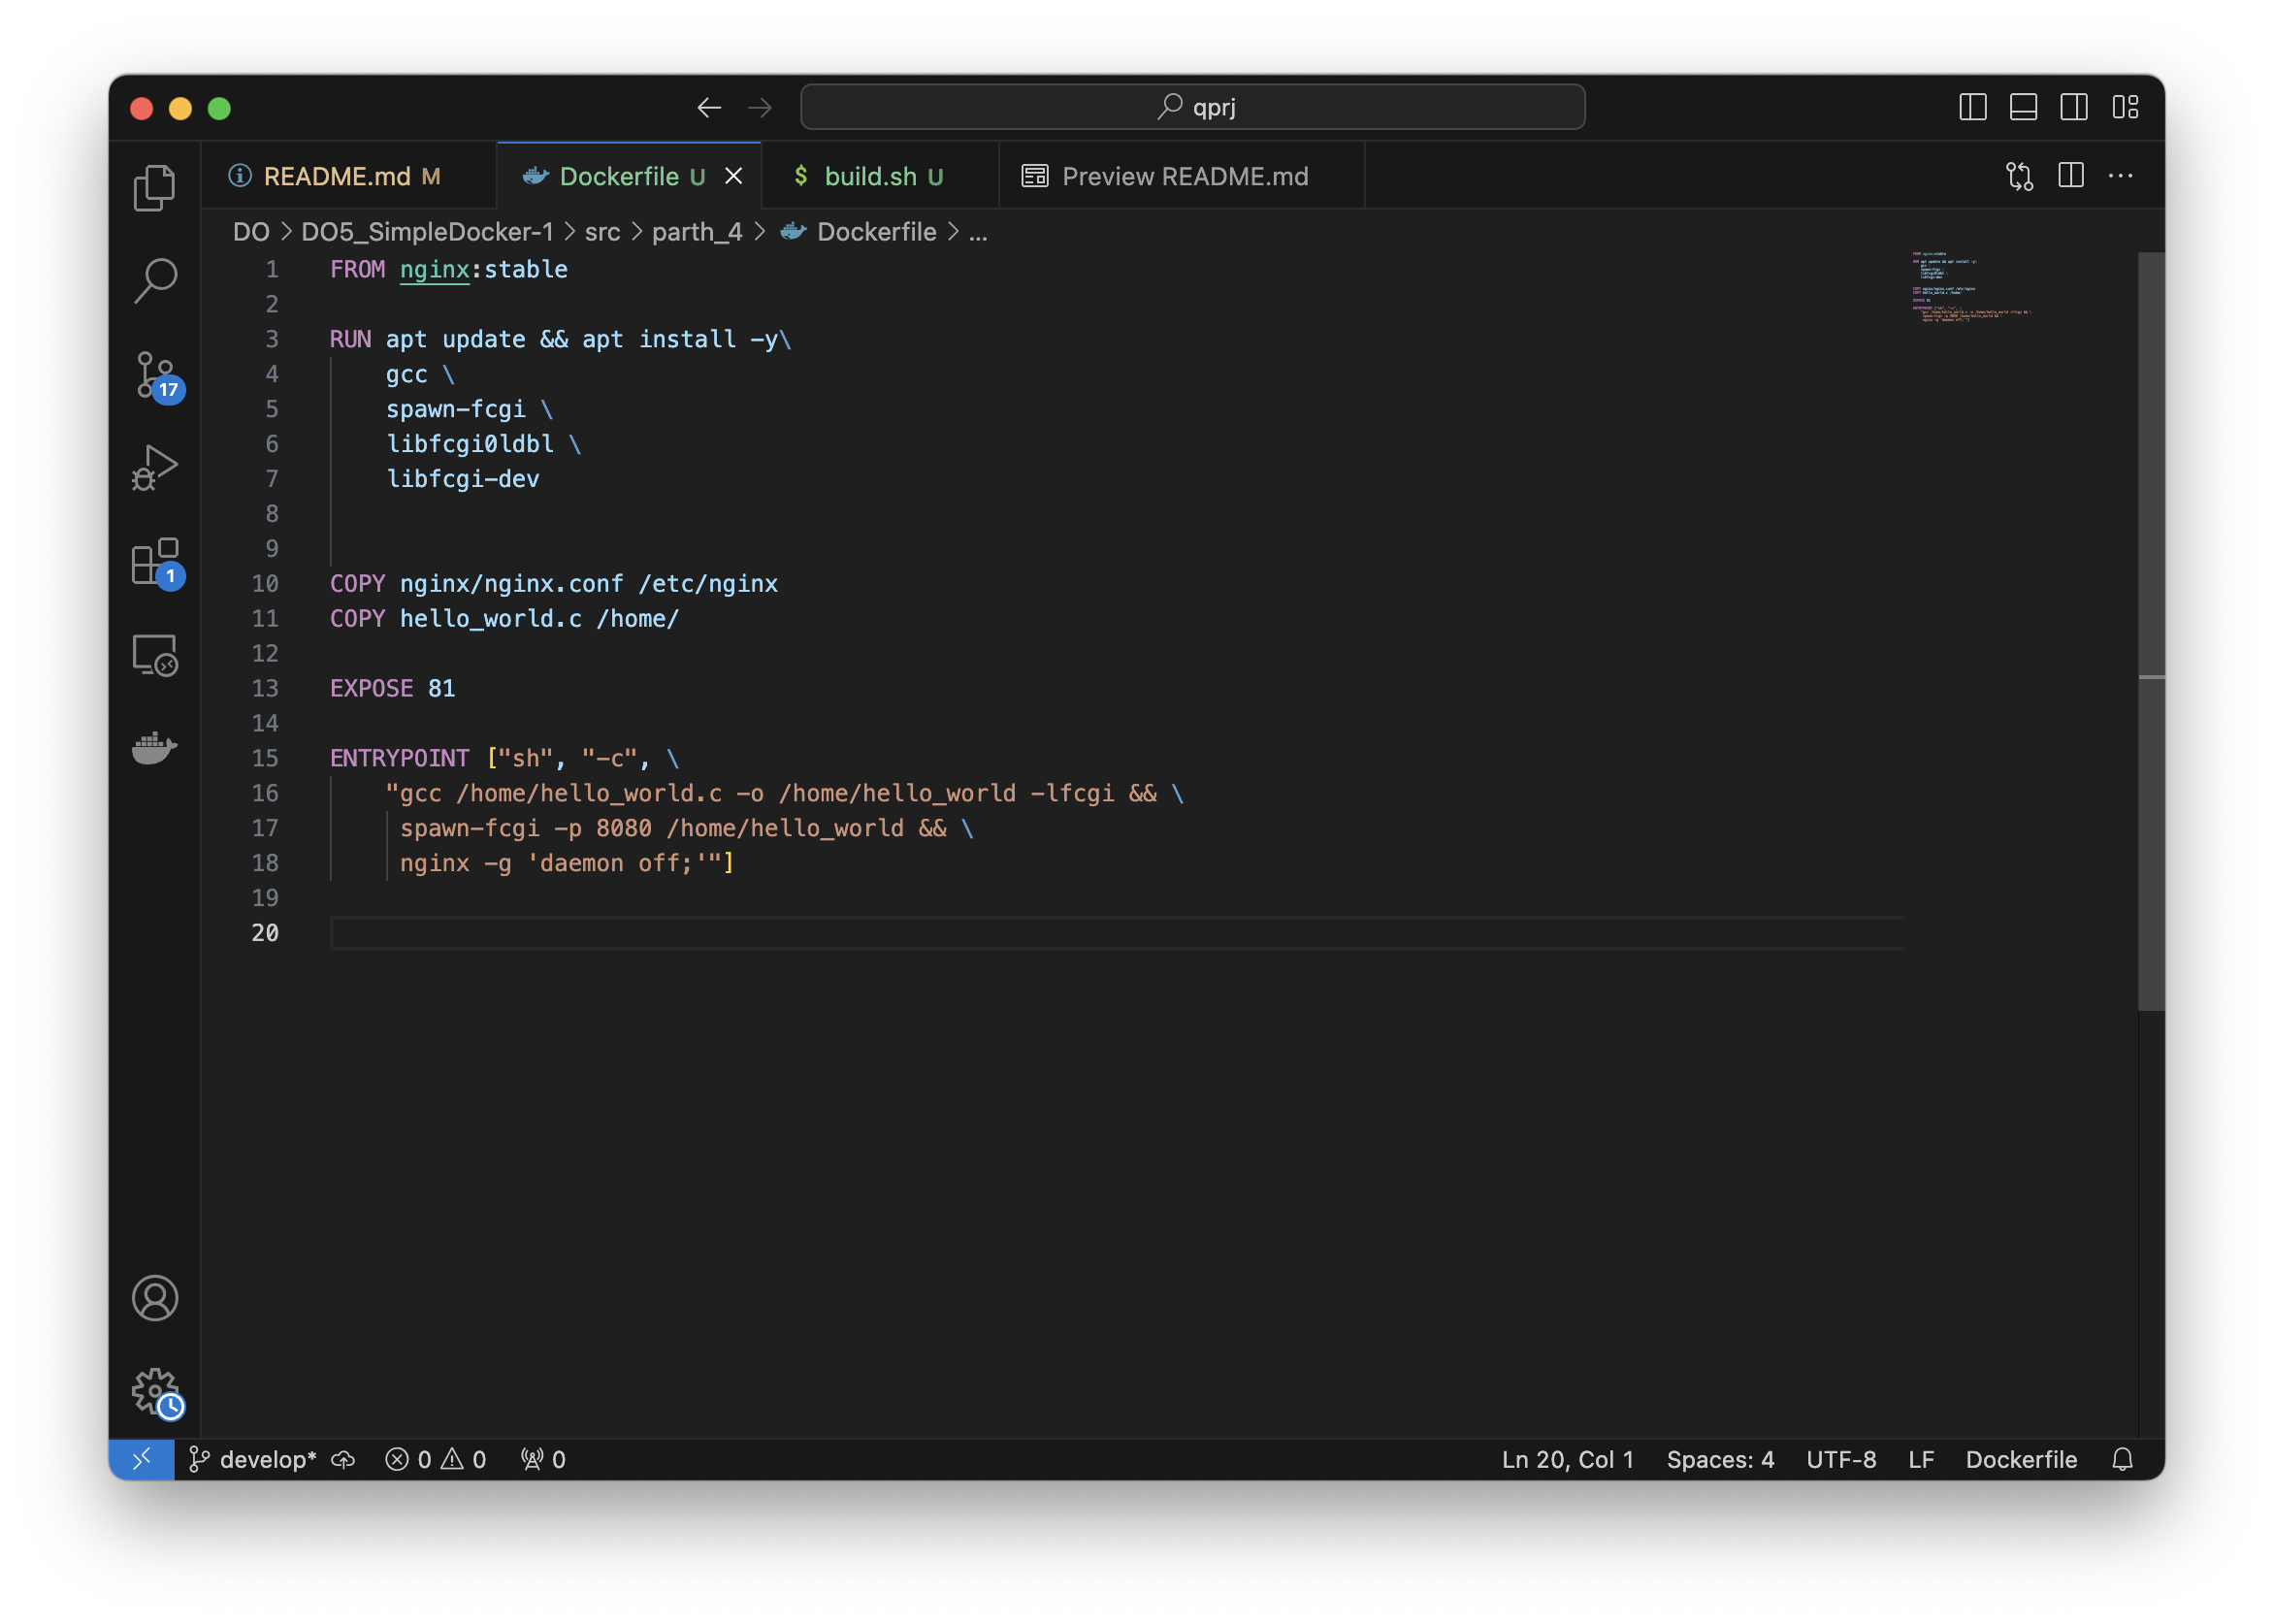 qprj
README.md M
Dockerfile U
$ build.sh U
Preview README.md
DO > DO5_SimpleDocker-1 > src > parth_4 > Dockerfile > ...
1 FROM nginx:stable
2
3 RUN apt update && apt install -y\
4     gcc \
5     spawn-fcgi \
6     libfcgi0ldbl \
7     libfcgi-dev
8
9
10 COPY nginx/nginx.conf /etc/nginx
11 COPY hello_world.c /home/
12
13 EXPOSE 81
14
15 ENTRYPOINT ["sh", "-c", \
16     "gcc /home/hello_world.c -o /home/hello_world -lfcgi && \
17      spawn-fcgi -p 8080 /home/hello_world && \
18      nginx -g 'daemon off;'"]
19
20
17
1
develop* 0 0 0 Ln 20, Col 1 Spaces: 4 UTF-8 LF Dockerfile